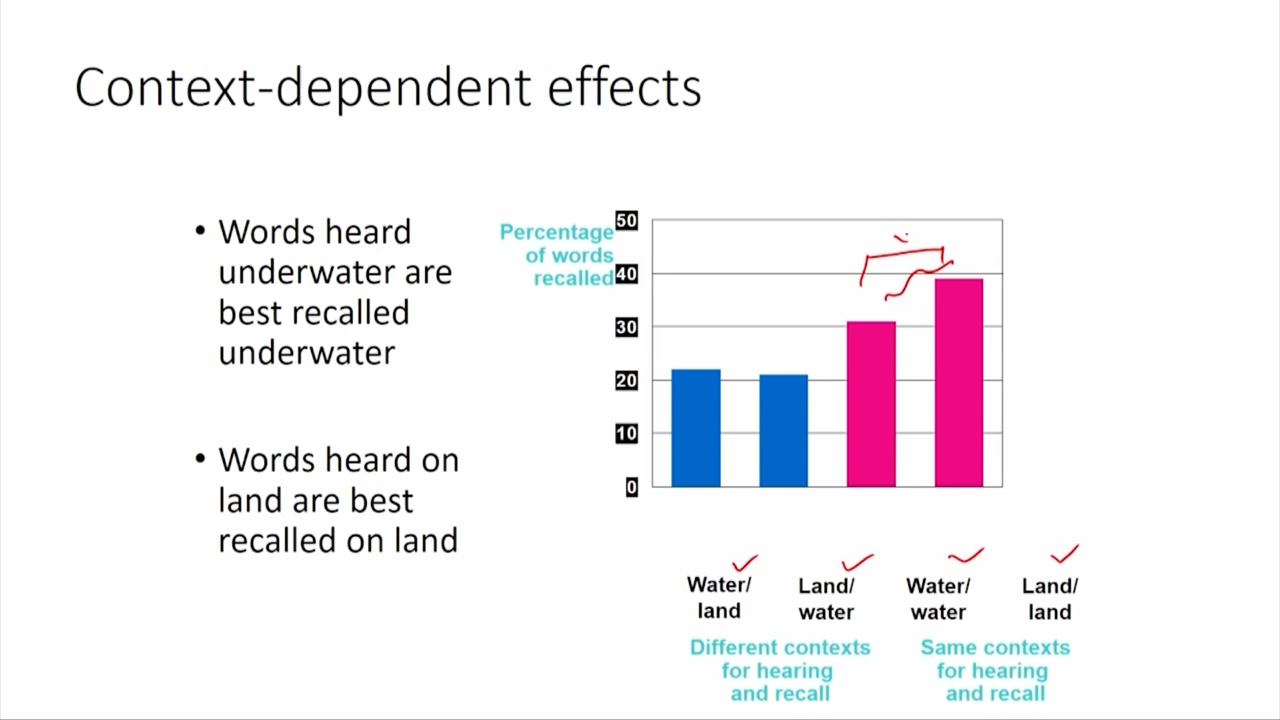 Context-dependent effects
• Words heard
underwater are
best recalled
underwater
• Words heard on
land are best
recalled on land
Percentage
of words
recalled
50
40
30
20
10
0
Water/
land
Land/
water
Water/
water
Land/
land
Different contexts
for hearing
and recall
Same contexts
for hearing
and recall